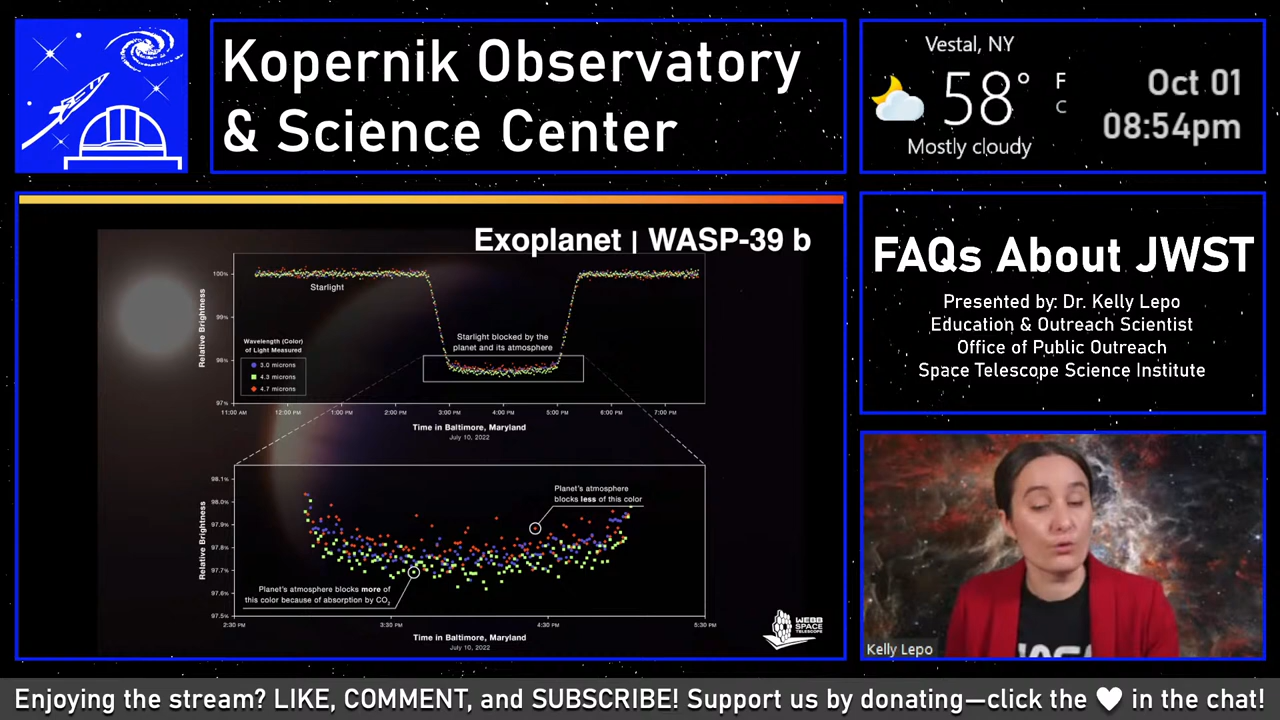 Kopernik Observatory
& Science Center
Vestal, NY
58°
F
C
Mostly cloudy
Oct 01
08:54pm
Exoplanet | WASP-39 b
Relative Brightness
100%
99%
98%
97%
Starlight
Starlight blocked by the
planet and its atmosphere
Wavelength (Color)
of Light Measured
3.0 microns
4.3 microns
4.7 microns
11:00 AM 12:00 PM 1:00 PM 2:00 PM 3:00 PM 4:00 PM 5:00 PM 6:00 PM 7:00 PM
Time in Baltimore, Maryland
July 10, 2022
Relative Brightness
98.1%
98.0%
97.9%
97.8%
97.7%
97.6%
97.5%
Planet's atmosphere
blocks less of this color
Planet's atmosphere blocks more of
this color because of absorption by CO₂
2:30 PM 3:30 PM 4:30 PM 5:30 PM
Time in Baltimore, Maryland
July 10, 2022
WEBB
SPACE
TELESCOPE
FAQs About JWST
Presented by: Dr. Kelly Lepo
Education & Outreach Scientist
Office of Public Outreach
Space Telescope Science Institute
Kelly Lepo
Enjoying the stream? LIKE, COMMENT, and SUBSCRIBE! Support us by donating—click the ♥ in the chat!